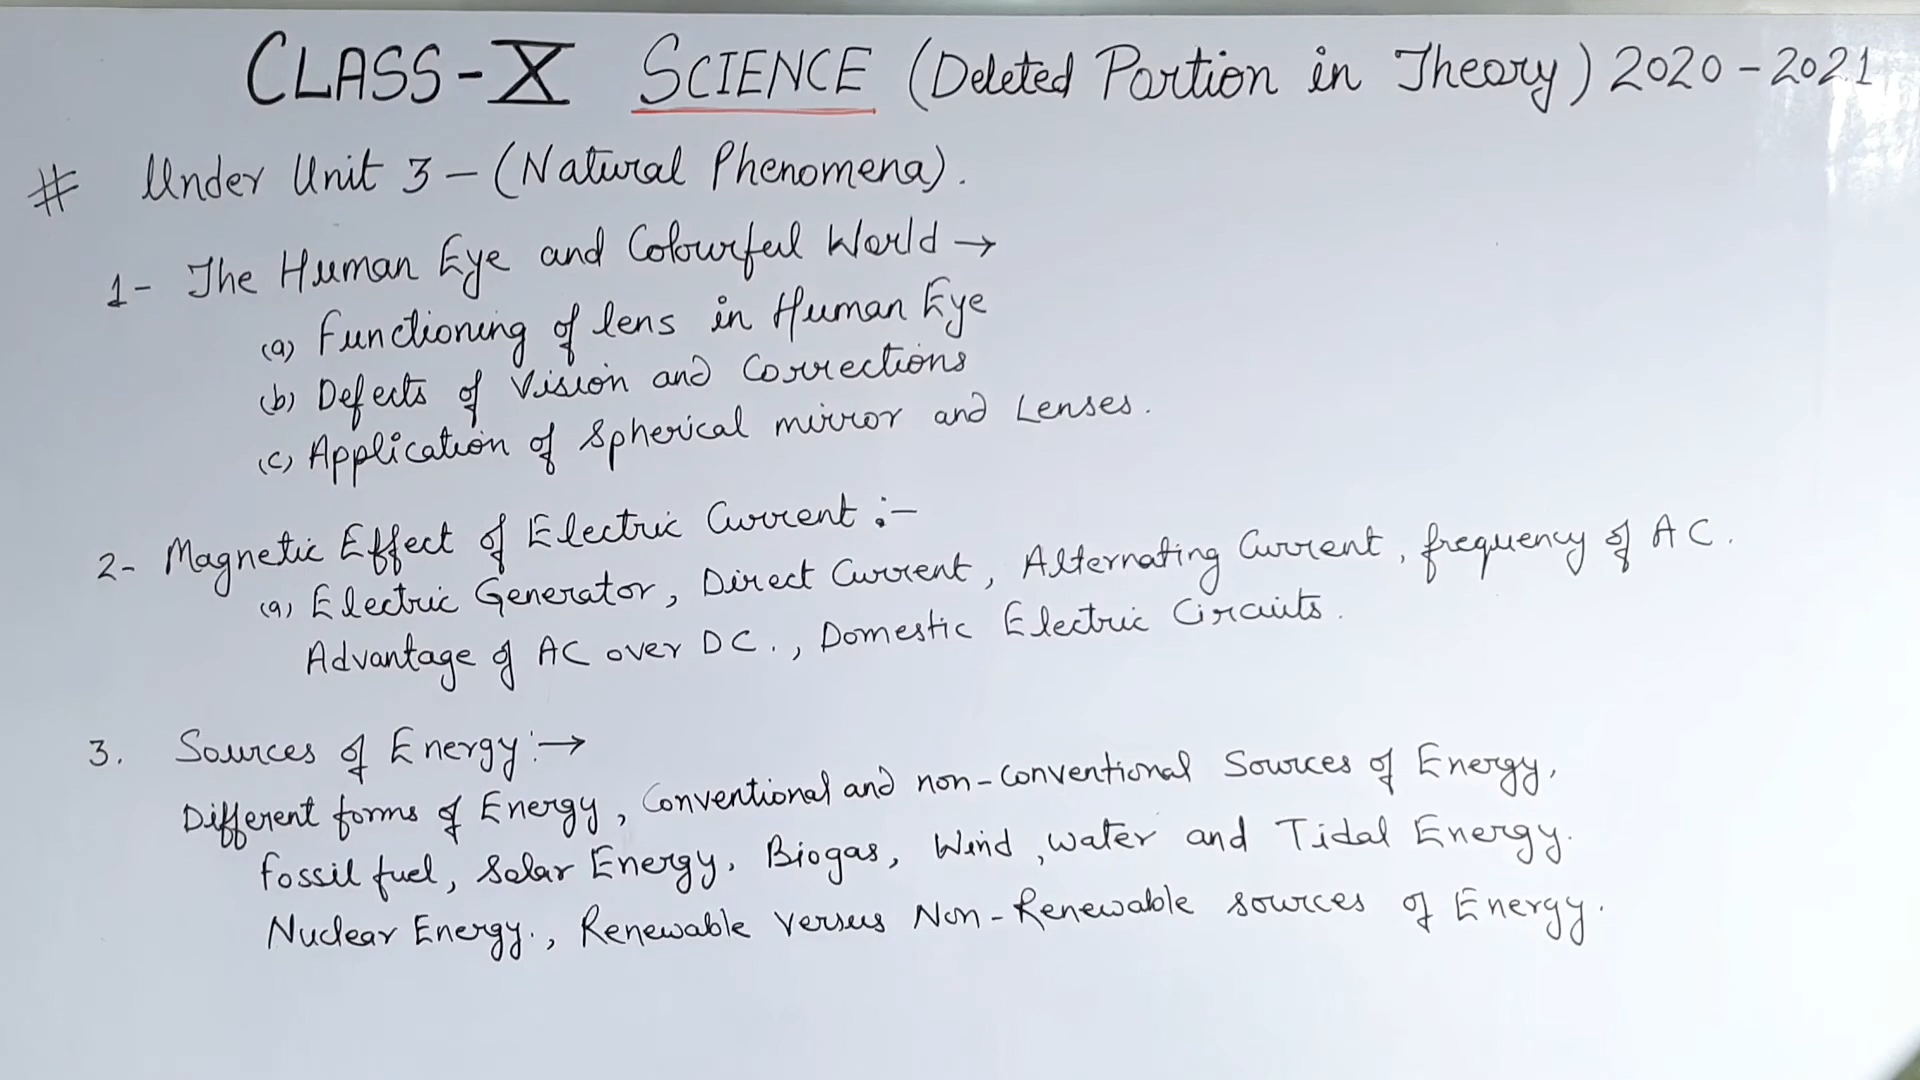 CLASS-X SCIENCE (Deleted Portion in Theory) 2020-2021
# Under Unit 3 - (Natural Phenomena).
1- The Human Eye and Colourful World →
(a) Functioning of lens in Human Eye
(b) Defects of Vision and Corrections
(c) Application of Spherical mirror and Lenses.
2- Magnetic Effect of Electric Current :-
(a) Electric Generator, Direct Current, Alternating Current, frequency of AC.
Advantage of AC over DC., Domestic Electric Circuits.
3. Sources of Energy :→
Different forms of Energy, Conventional and non-Conventional Sources of Energy,
fossil fuel, Solar Energy, Biogas, Wind, water and Tidal Energy.
Nuclear Energy., Renewable Versus Non-Renewable sources of Energy.